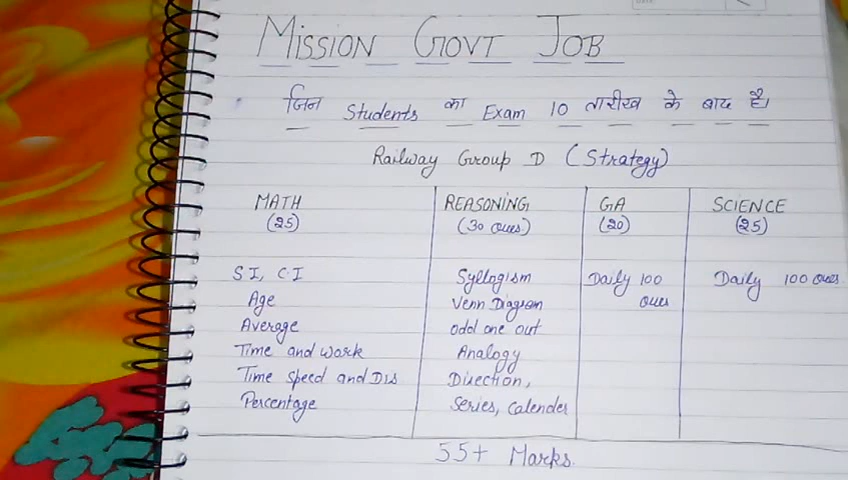 MISSION GOVT JOB
जिन Students का Exam 10 तारीख के बाद है।
Railway Group D (Strategy)
MATH REASONING GA SCIENCE
(25) (30 Ques) (20) (25)
SI, C.I Syllogism Daily 100 Daily 100 Ques
Age Venn Diagram Ques
Average odd one out
Time and Work Analogy
Time Speed and Dis Direction,
Percentage Series, Calender
55+ Marks.